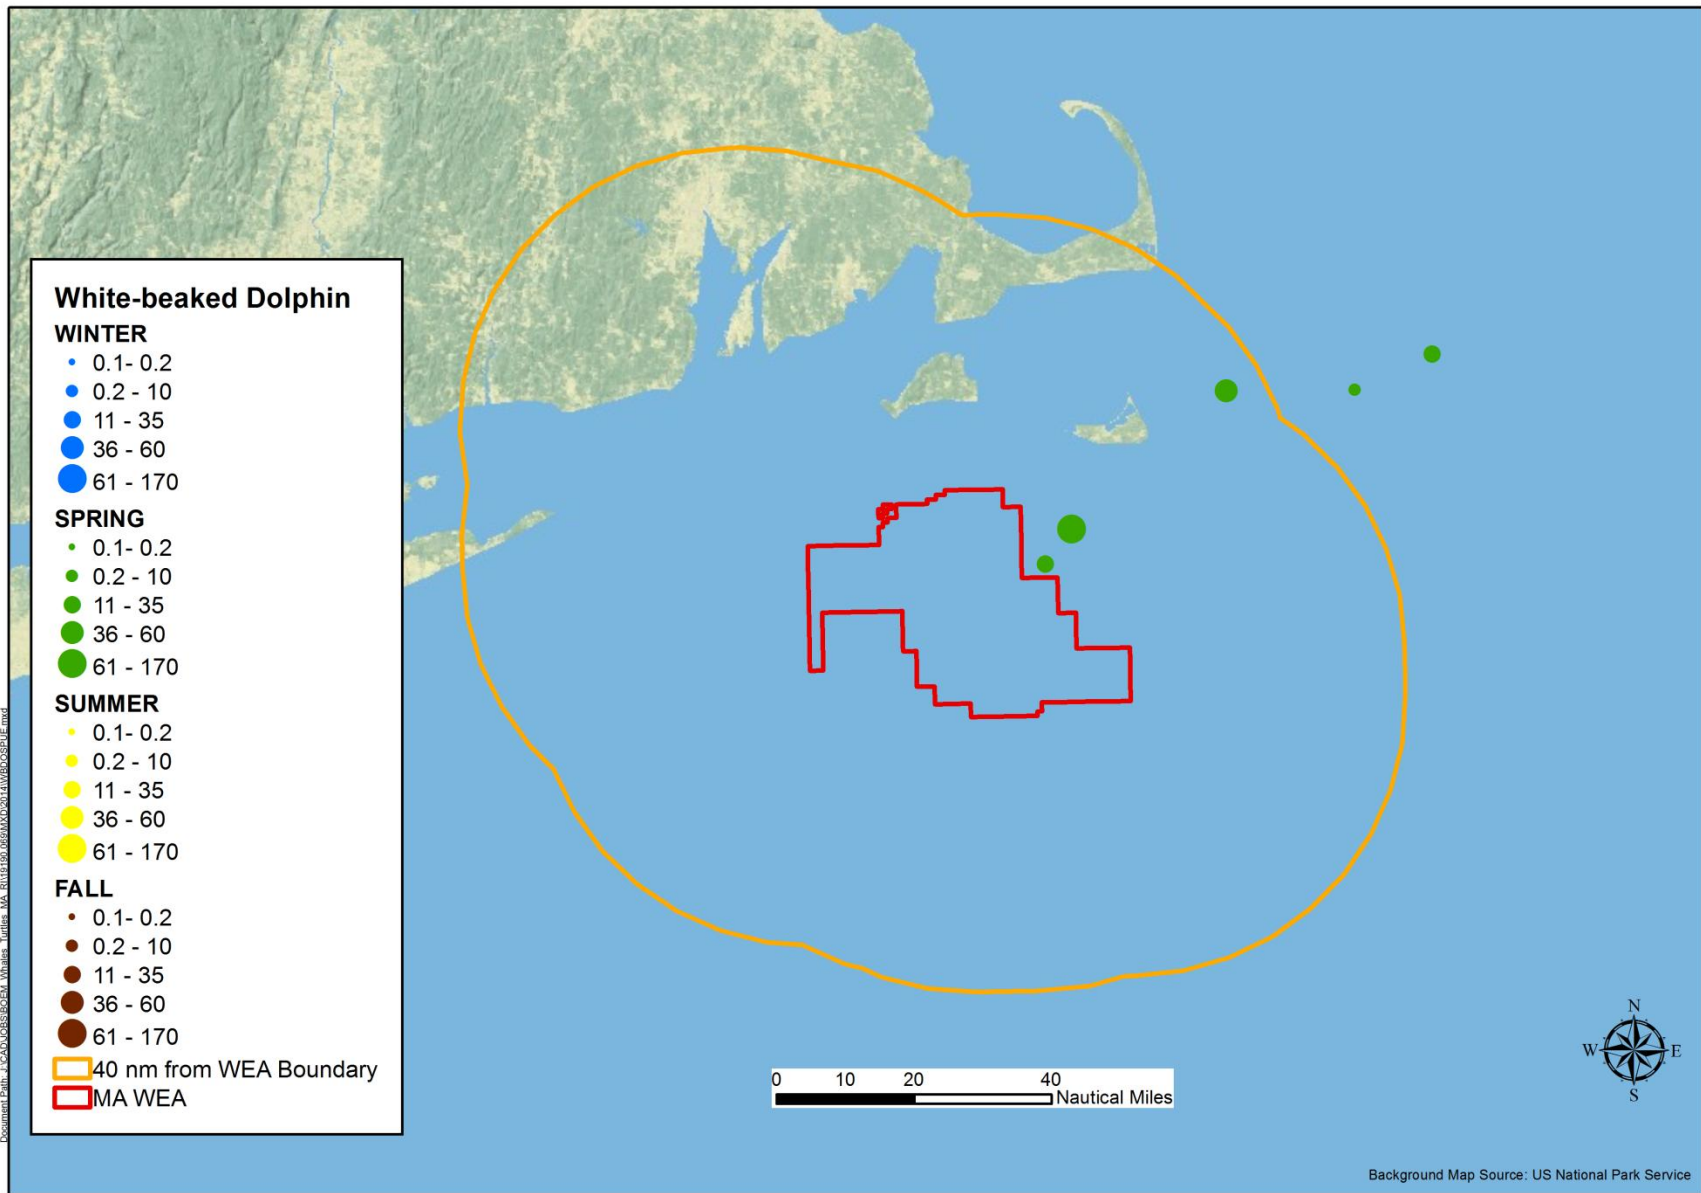 White-beaked Dolphin
WINTER
0.1- 0.2
0.2 - 10
11 - 35
36 - 60
61 - 170
SPRING
0.1- 0.2
0.2 - 10
11 - 35
36 - 60
61 - 170
SUMMER
0.1- 0.2
0.2 - 10
11 - 35
36 - 60
61 - 170
FALL
0.1- 0.2
0.2 - 10
11 - 35
36 - 60
61 - 170
40 nm from WEA Boundary
MA WEA
0 10 20 40
Nautical Miles
N
W E
S
Background Map Source: US National Park Service
Document Path: